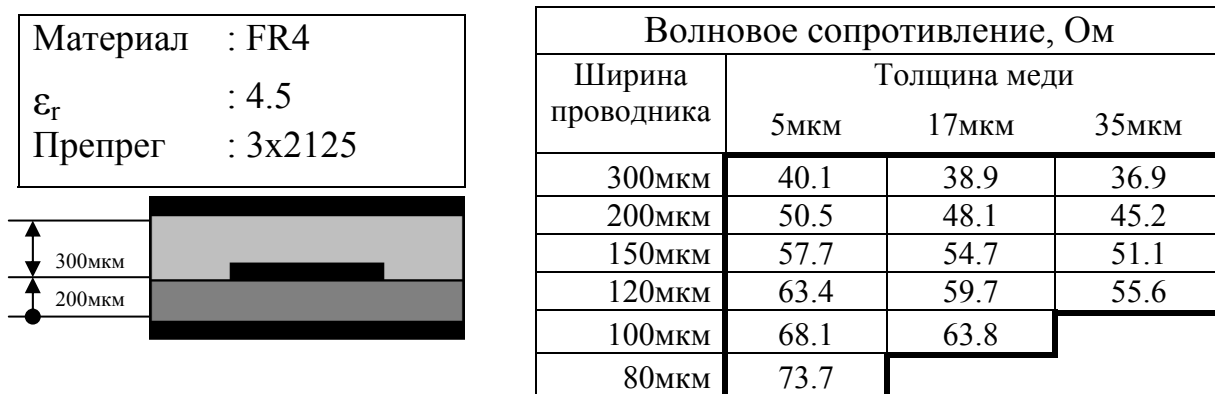 Материал : FR4
εr : 4.5
Препрег : 3x2125
300мкм
200мкм
Волновое сопротивление, Ом
Ширина проводника Толщина меди
5мкм 17мкм 35мкм
300мкм 40.1 38.9 36.9
200мкм 50.5 48.1 45.2
150мкм 57.7 54.7 51.1
120мкм 63.4 59.7 55.6
100мкм 68.1 63.8
80мкм 73.7